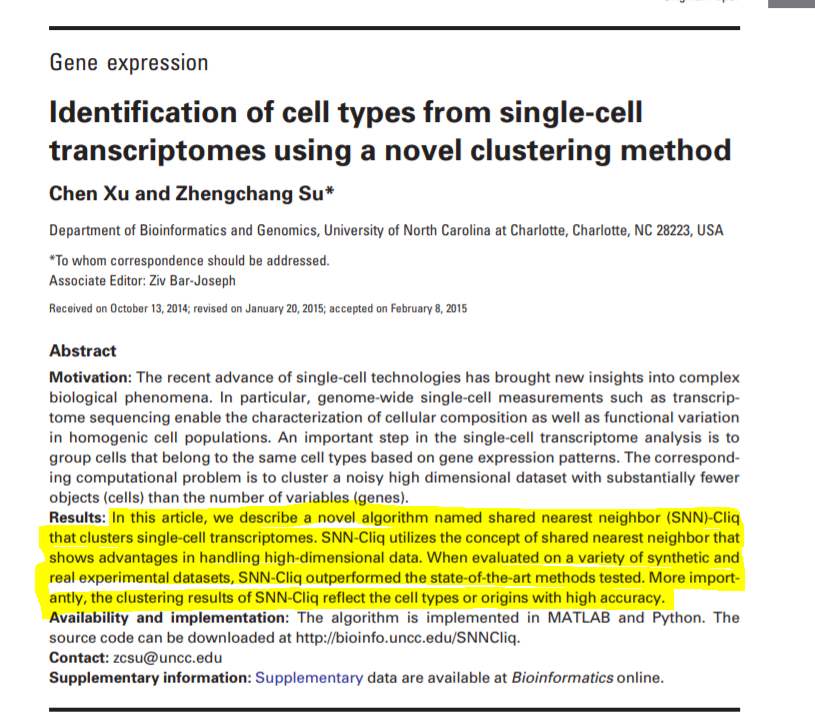 Gene expression
Identification of cell types from single-cell
transcriptomes using a novel clustering method
Chen Xu and Zhengchang Su*
Department of Bioinformatics and Genomics, University of North Carolina at Charlotte, Charlotte, NC 28223, USA
*To whom correspondence should be addressed.
Associate Editor: Ziv Bar-Joseph
Received on October 13, 2014; revised on January 20, 2015; accepted on February 8, 2015
Abstract
Motivation: The recent advance of single-cell technologies has brought new insights into complex
biological phenomena. In particular, genome-wide single-cell measurements such as transcrip-
tome sequencing enable the characterization of cellular composition as well as functional variation
in homogenic cell populations. An important step in the single-cell transcriptome analysis is to
group cells that belong to the same cell types based on gene expression patterns. The correspond-
ing computational problem is to cluster a noisy high dimensional dataset with substantially fewer
objects (cells) than the number of variables (genes).
Results: In this article, we describe a novel algorithm named shared nearest neighbor (SNN)-Cliq
that clusters single-cell transcriptomes. SNN-Cliq utilizes the concept of shared nearest neighbor that
shows advantages in handling high-dimensional data. When evaluated on a variety of synthetic and
real experimental datasets, SNN-Cliq outperformed the state-of-the-art methods tested. More import-
antly, the clustering results of SNN-Cliq reflect the cell types or origins with high accuracy.
Availability and implementation: The algorithm is implemented in MATLAB and Python. The
source code can be downloaded at http://bioinfo.uncc.edu/SNNCliq.
Contact: zcsu@uncc.edu
Supplementary information: Supplementary data are available at Bioinformatics online.